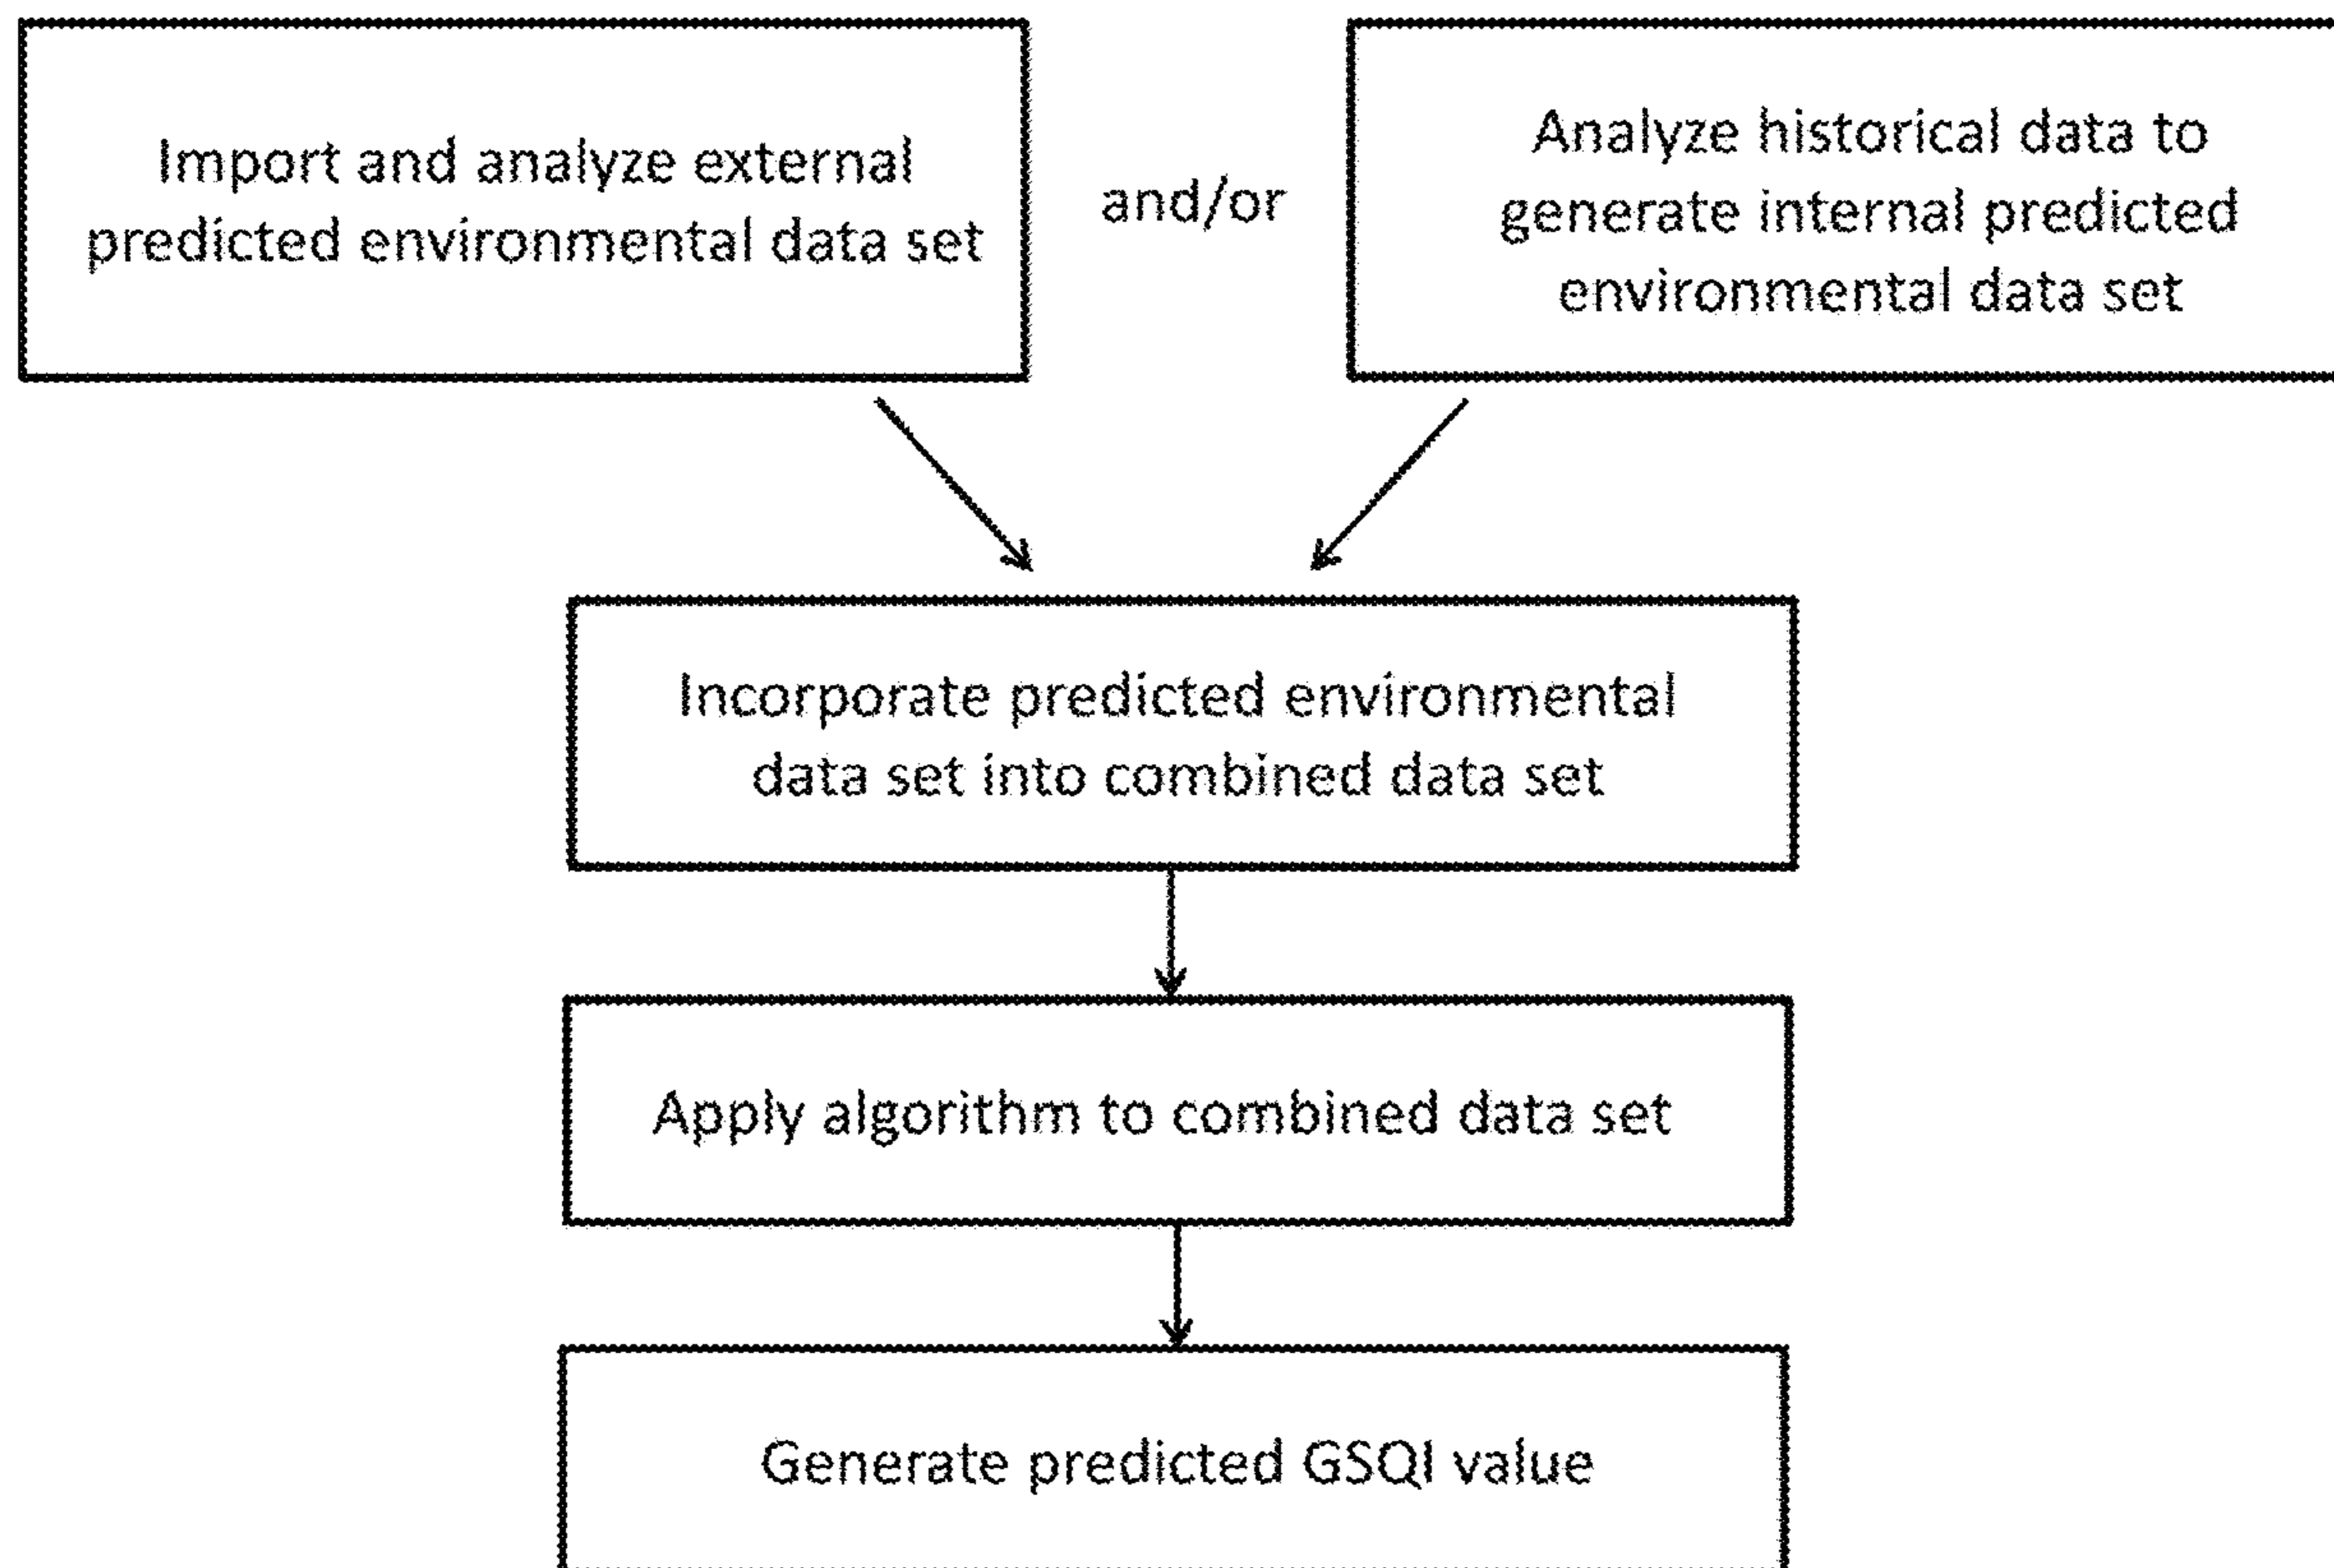 Import and analyze external
predicted environmental data set
and/or
Analyze historical data to
generate internal predicted
environmental data set
Incorporate predicted environmental
data set into combined data set
Apply algorithm to combined data set
Generate predicted GSQI value